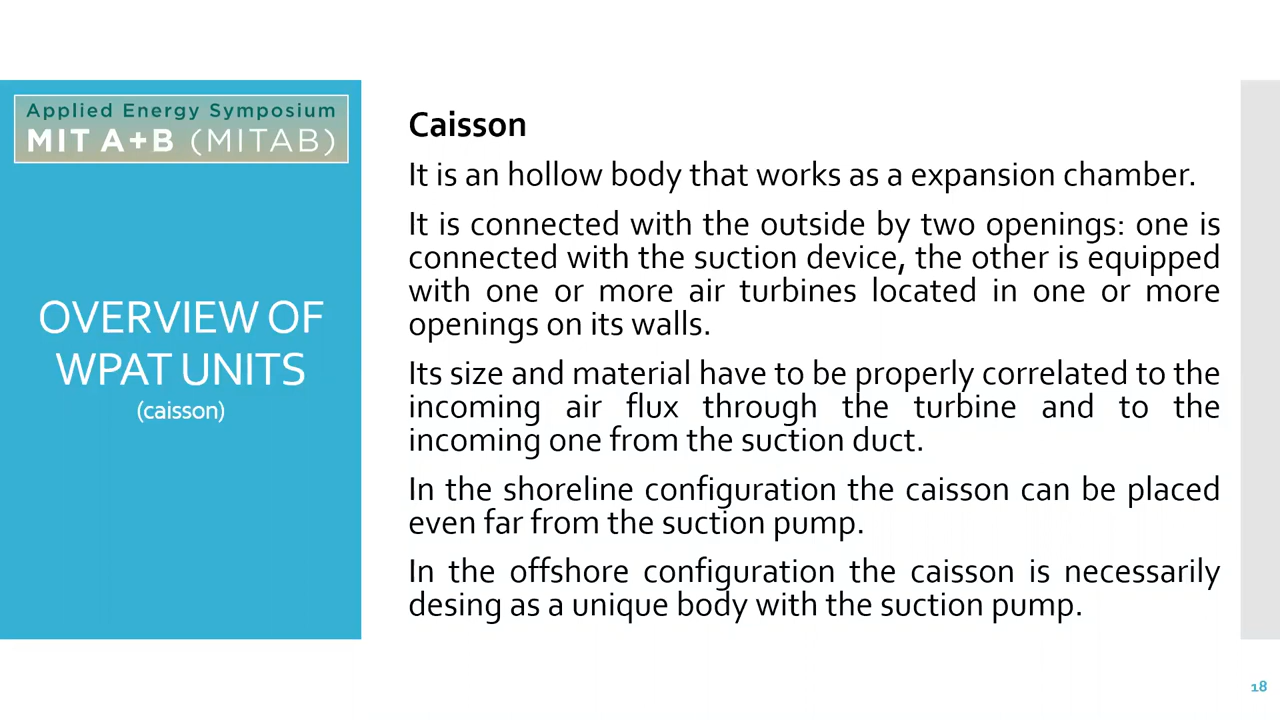 Applied Energy Symposium
MIT A+B (MITAB)
OVERVIEW OF
WPAT UNITS
(caisson)
Caisson
It is an hollow body that works as a expansion chamber.
It is connected with the outside by two openings: one is
connected with the suction device, the other is equipped
with one or more air turbines located in one or more
openings on its walls.
Its size and material have to be properly correlated to the
incoming air flux through the turbine and to the
incoming one from the suction duct.
In the shoreline configuration the caisson can be placed
even far from the suction pump.
In the offshore configuration the caisson is necessarily
desing as a unique body with the suction pump.
18